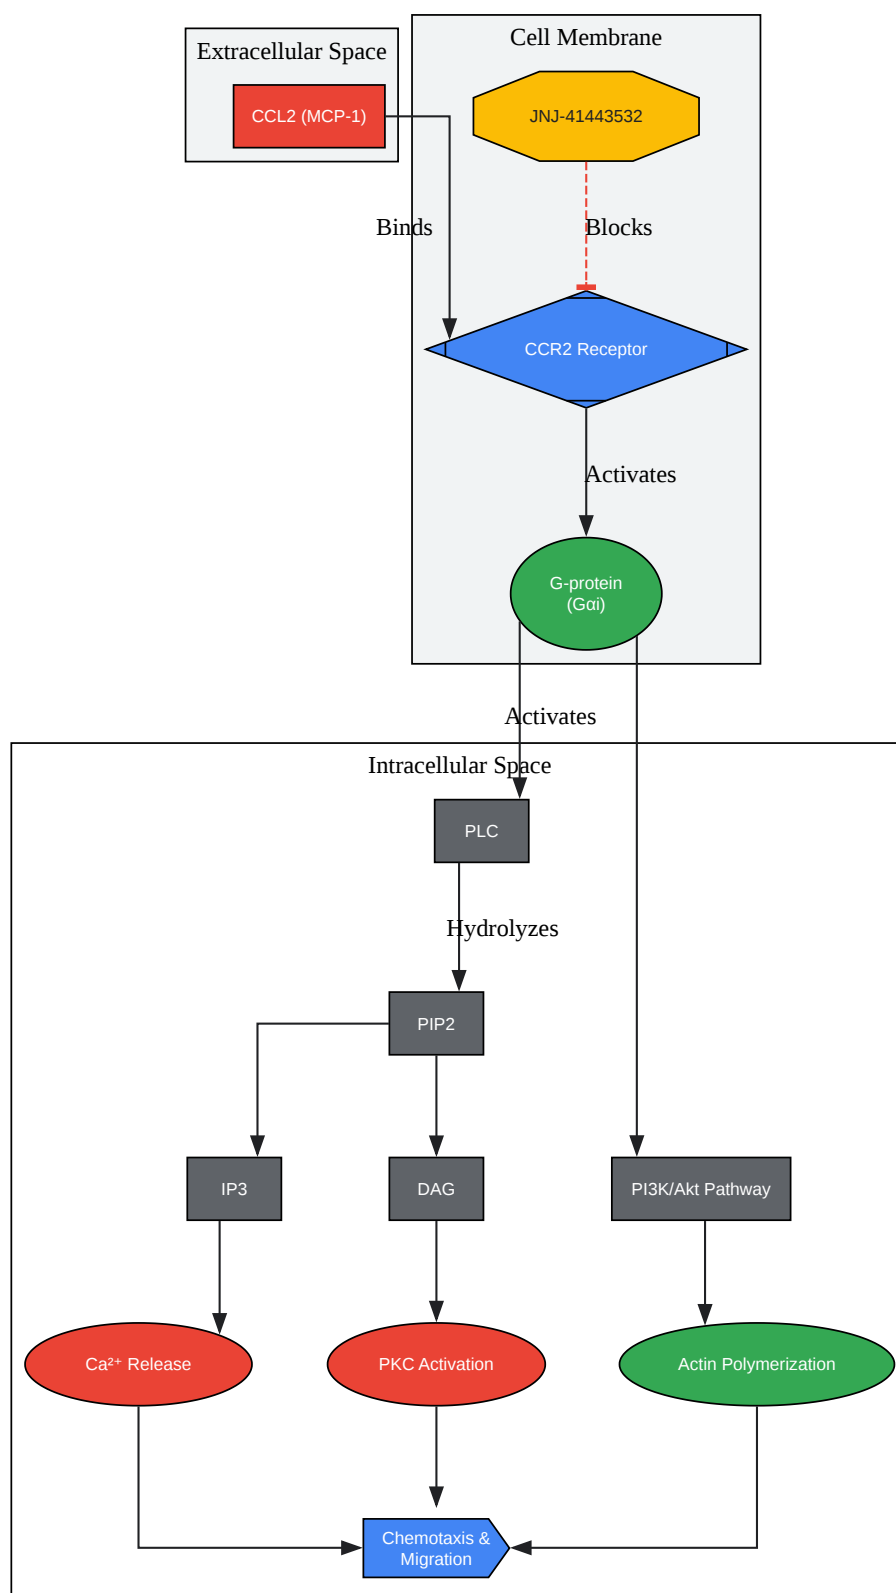 Cell Membrane
Extracellular Space
CCL2 (MCP-1)
JNJ-41443532
Binds
Blocks
CCR2 Receptor
Activates
G-protein
(Gαi)
Activates
Intracellular Space
PLC
Hydrolyzes
PIP2
IP3
DAG
PI3K/Akt Pathway
Ca²⁺ Release
PKC Activation
Actin Polymerization
Chemotaxis &
Migration